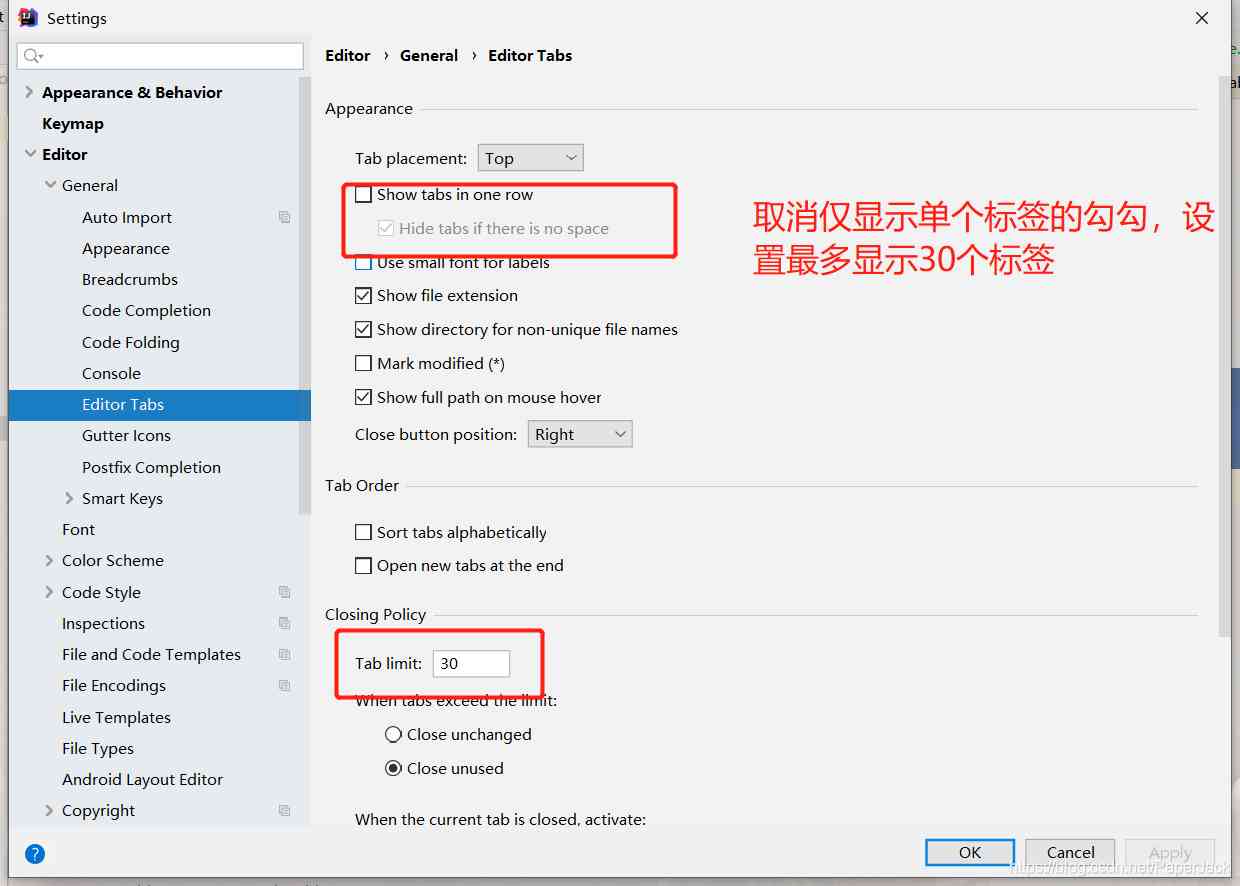 Settings
Appearance & Behavior
Keymap
Editor
General
Auto Import
Appearance
Breadcrumbs
Code Completion
Code Folding
Console
Editor Tabs
Gutter Icons
Postfix Completion
Smart Keys
Font
Color Scheme
Code Style
Inspections
File and Code Templates
File Encodings
Live Templates
File Types
Android Layout Editor
Copyright
Editor › General › Editor Tabs
Appearance
Tab placement: Top
Show tabs in one row
Hide tabs if there is no space
Use small font for labels
Show file extension
Show directory for non-unique file names
Mark modified (*)
Show full path on mouse hover
Close button position: Right
取消仅显示单个标签的勾勾，设
置最多显示30个标签
Tab Order
Sort tabs alphabetically
Open new tabs at the end
Closing Policy
Tab limit: 30
When tabs exceed the limit:
Close unchanged
Close unused
When the current tab is closed, activate:
?
OK
Cancel
Apply
https://blog.csdn.net/PaperJack